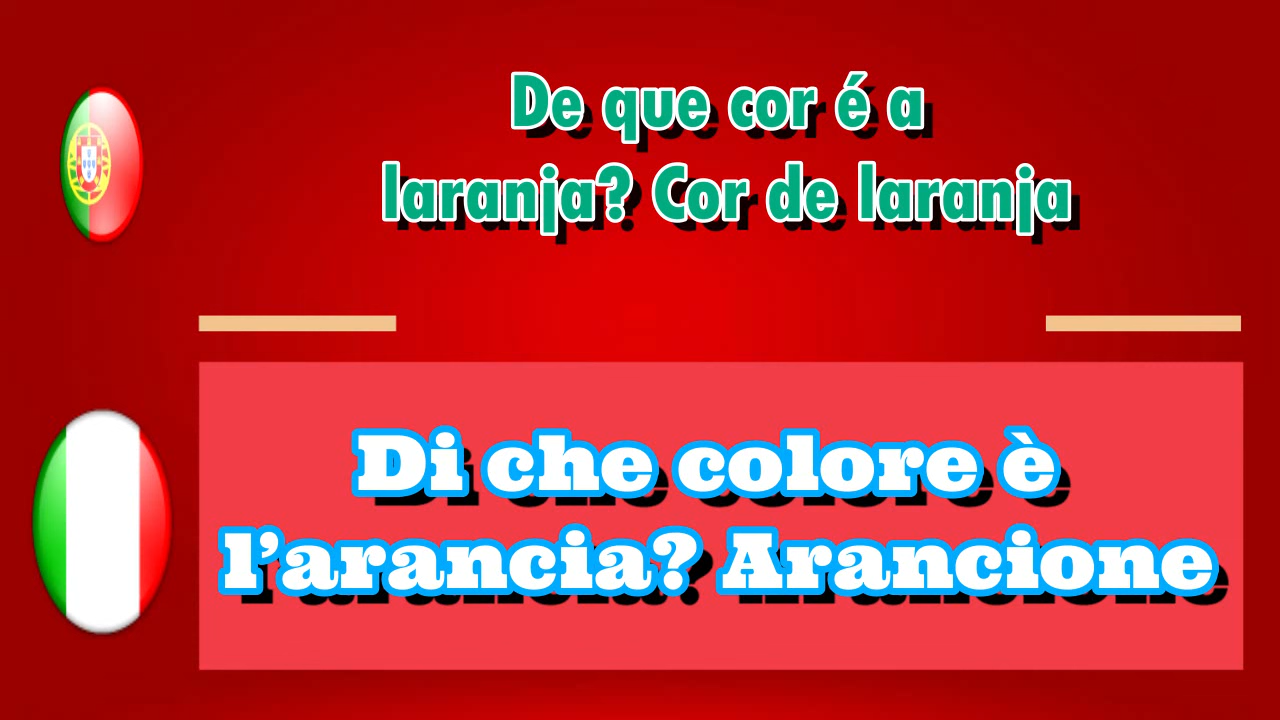 De que cor é a
laranja? Cor de laranja
Di che colore è
l’arancia? Arancione